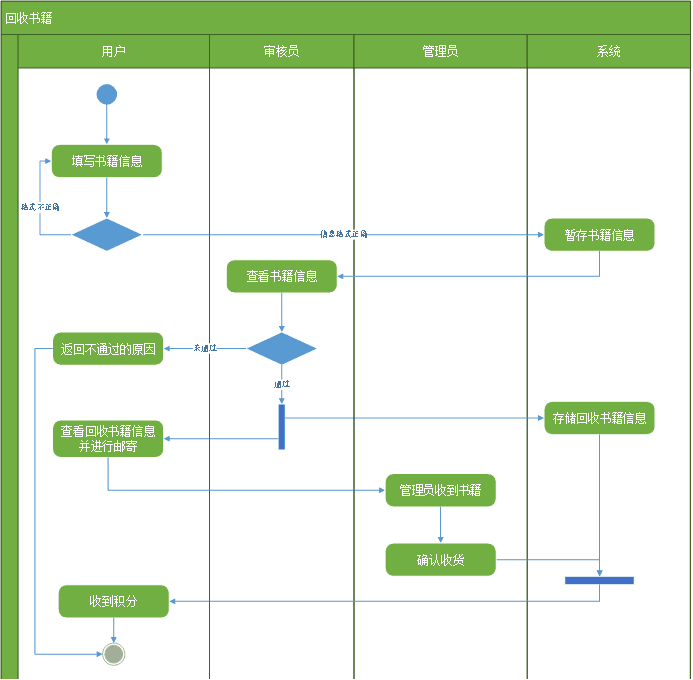 回收书籍
用户
审核员
管理员
系统
填写书籍信息
格式不正确
信息格式正确
暂存书籍信息
查看书籍信息
返回不通过的原因
未通过
通过
存储回收书籍信息
查看回收书籍信息
并进行邮寄
管理员收到书籍
确认收货
收到积分